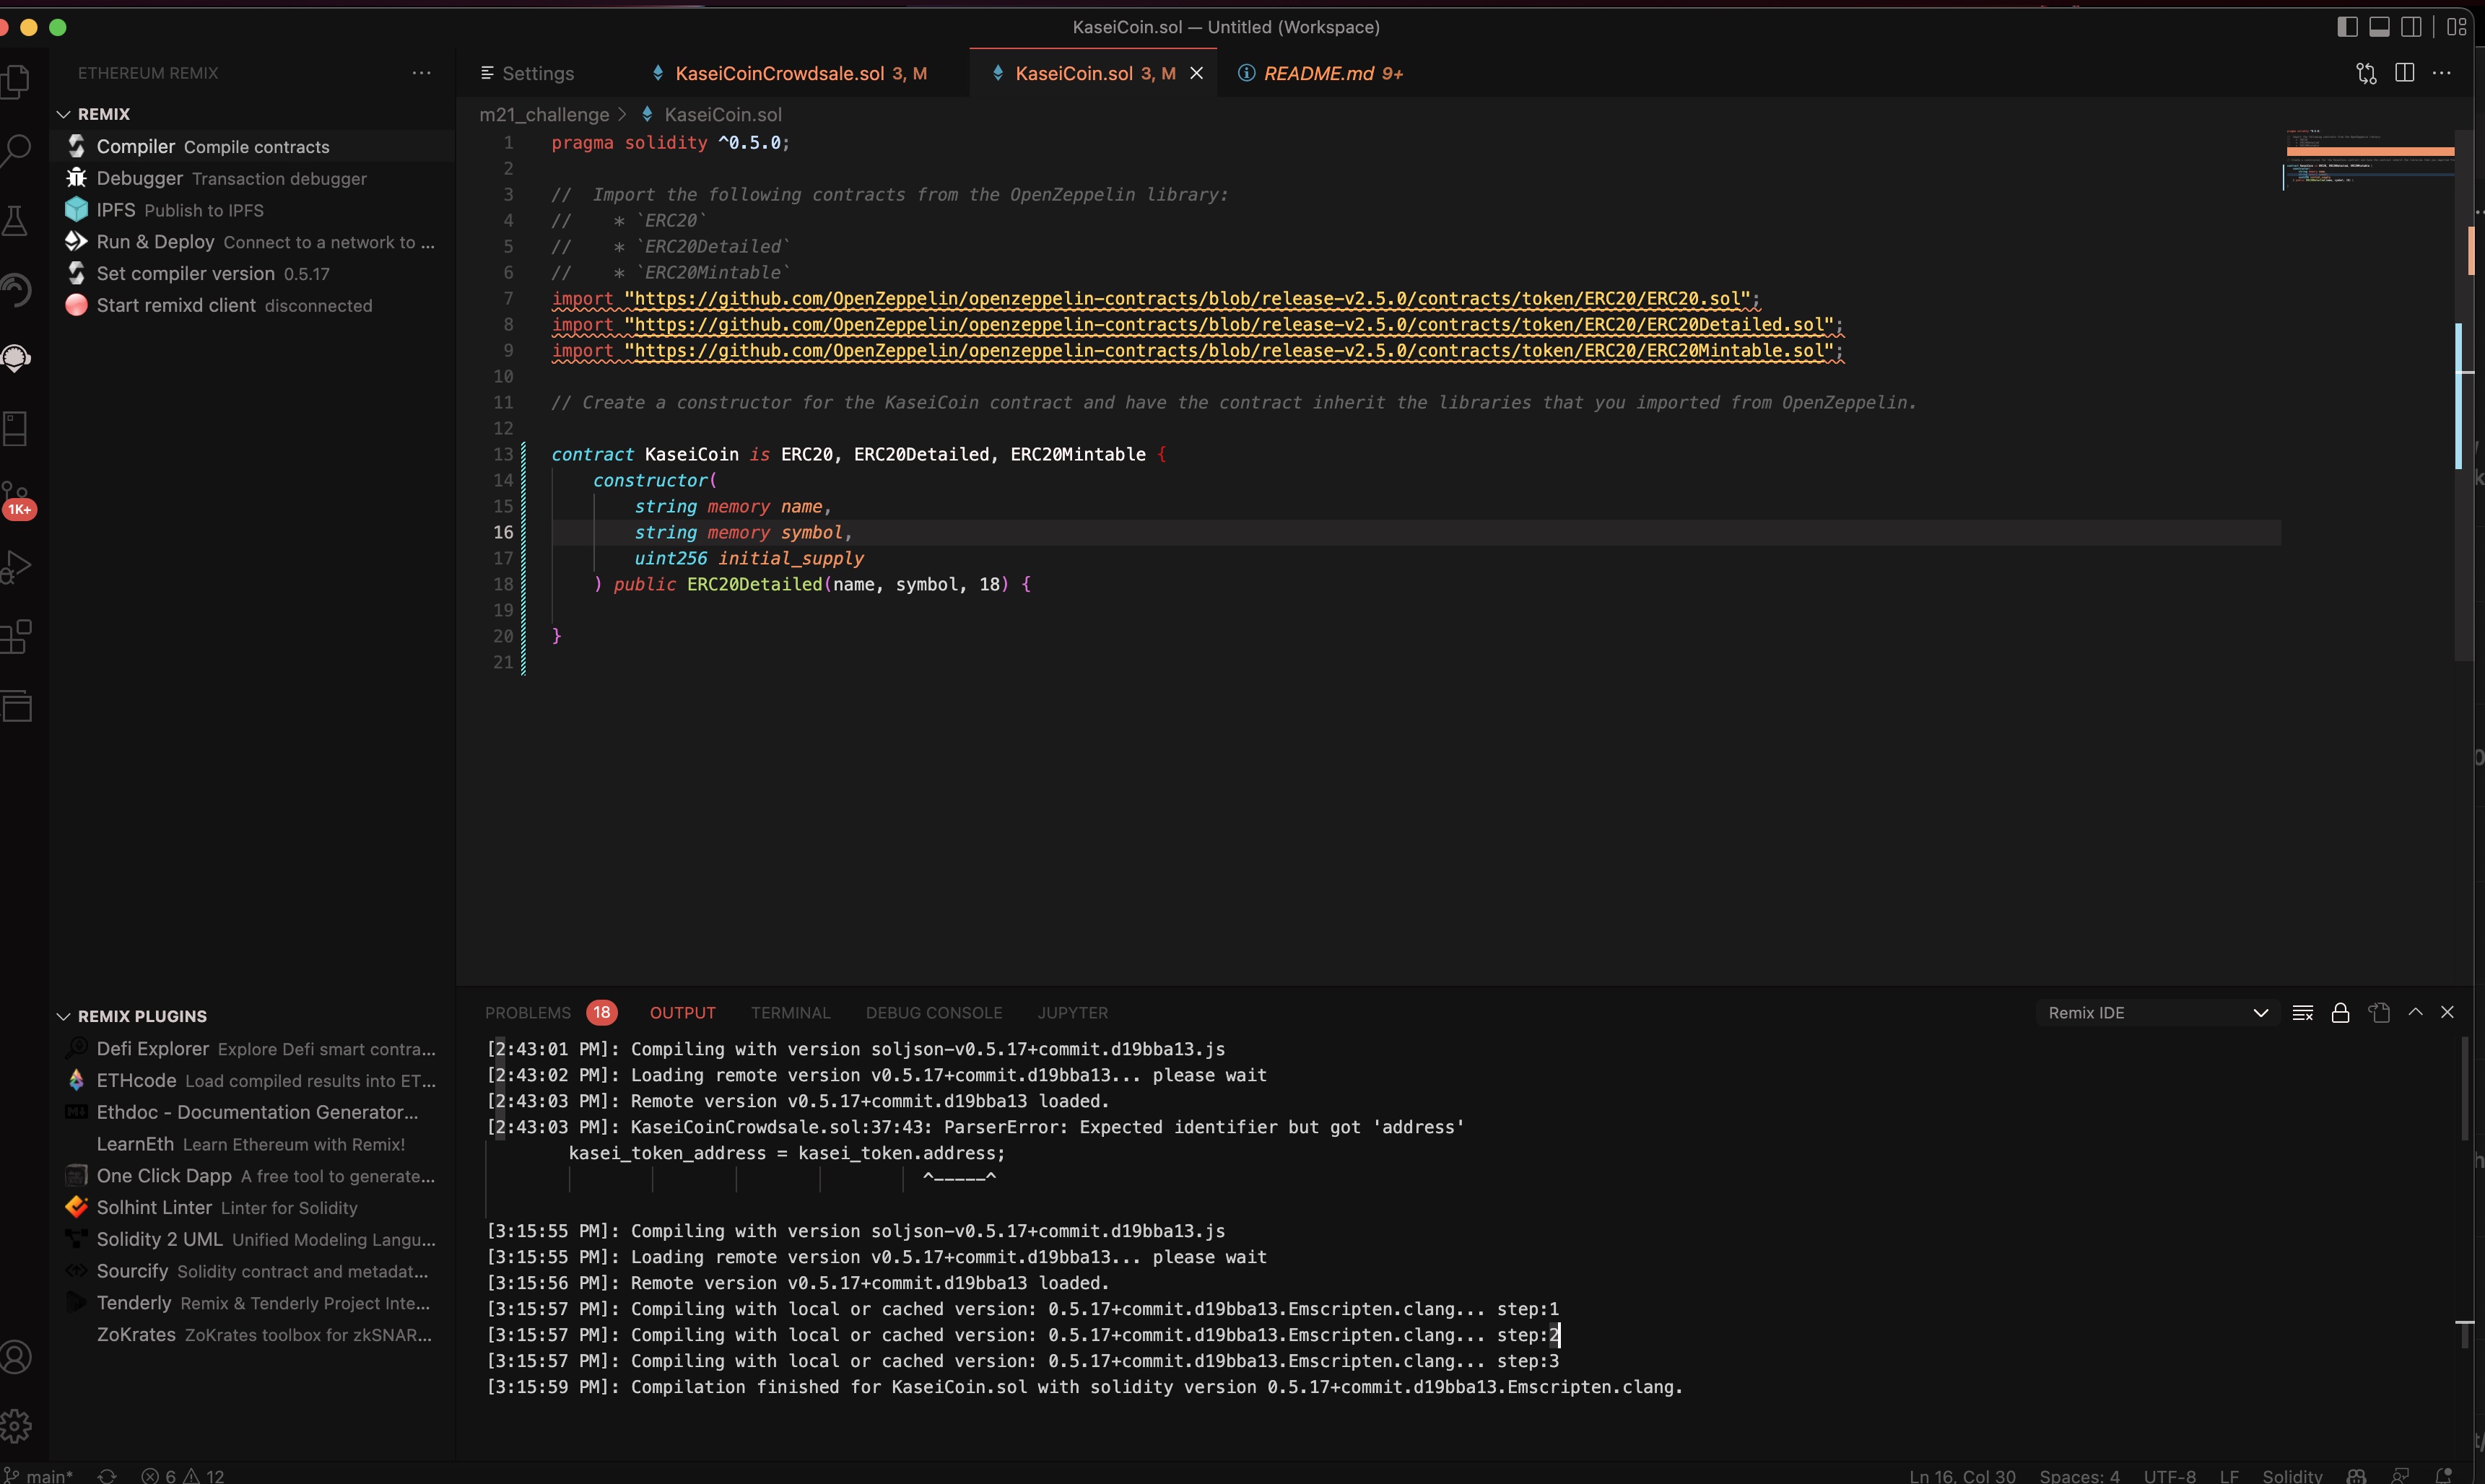 KaseiCoin.sol — Untitled (Workspace)
ETHEREUM REMIX
Settings
KaseiCoinCrowdsale.sol 3, M
KaseiCoin.sol 3, M
README.md 9+
REMIX
Compiler Compile contracts
Debugger Transaction debugger
IPFS Publish to IPFS
Run & Deploy Connect to a network to ...
Set compiler version 0.5.17
Start remixd client disconnected
1K+
m21_challenge > KaseiCoin.sol
1 pragma solidity ^0.5.0;
2
3 //  Import the following contracts from the OpenZeppelin library:
4 //    * `ERC20`
5 //    * `ERC20Detailed`
6 //    * `ERC20Mintable`
7 import "https://github.com/OpenZeppelin/openzeppelin-contracts/blob/release-v2.5.0/contracts/token/ERC20/ERC20.sol";
8 import "https://github.com/OpenZeppelin/openzeppelin-contracts/blob/release-v2.5.0/contracts/token/ERC20/ERC20Detailed.sol";
9 import "https://github.com/OpenZeppelin/openzeppelin-contracts/blob/release-v2.5.0/contracts/token/ERC20/ERC20Mintable.sol";
10
11 // Create a constructor for the KaseiCoin contract and have the contract inherit the libraries that you imported from OpenZeppelin.
12
13 contract KaseiCoin is ERC20, ERC20Detailed, ERC20Mintable {
14     constructor(
15         string memory name,
16         string memory symbol,
17         uint256 initial_supply
18     ) public ERC20Detailed(name, symbol, 18) {
19
20 }
21
REMIX PLUGINS
Defi Explorer Explore Defi smart contra...
ETHcode Load compiled results into ET...
Ethdoc - Documentation Generator...
LearnEth Learn Ethereum with Remix!
One Click Dapp A free tool to generate...
Solhint Linter Linter for Solidity
Solidity 2 UML Unified Modeling Langu...
Sourcify Solidity contract and metadat...
Tenderly Remix & Tenderly Project Inte...
ZoKrates ZoKrates toolbox for zkSNAR...
PROBLEMS 18 OUTPUT TERMINAL DEBUG CONSOLE JUPYTER
Remix IDE
[2:43:01 PM]: Compiling with version soljson-v0.5.17+commit.d19bba13.js
[2:43:02 PM]: Loading remote version v0.5.17+commit.d19bba13... please wait
[2:43:03 PM]: Remote version v0.5.17+commit.d19bba13 loaded.
[2:43:03 PM]: KaseiCoinCrowdsale.sol:37:43: ParserError: Expected identifier but got 'address'
kasei_token_address = kasei_token.address;
^-----^
[3:15:55 PM]: Compiling with version soljson-v0.5.17+commit.d19bba13.js
[3:15:55 PM]: Loading remote version v0.5.17+commit.d19bba13... please wait
[3:15:56 PM]: Remote version v0.5.17+commit.d19bba13 loaded.
[3:15:57 PM]: Compiling with local or cached version: 0.5.17+commit.d19bba13.Emscripten.clang... step:1
[3:15:57 PM]: Compiling with local or cached version: 0.5.17+commit.d19bba13.Emscripten.clang... step:2
[3:15:57 PM]: Compiling with local or cached version: 0.5.17+commit.d19bba13.Emscripten.clang... step:3
[3:15:59 PM]: Compilation finished for KaseiCoin.sol with solidity version 0.5.17+commit.d19bba13.Emscripten.clang.
main* 6 12
Ln 16, Col 30 Spaces: 4 UTF-8 LF Solidity